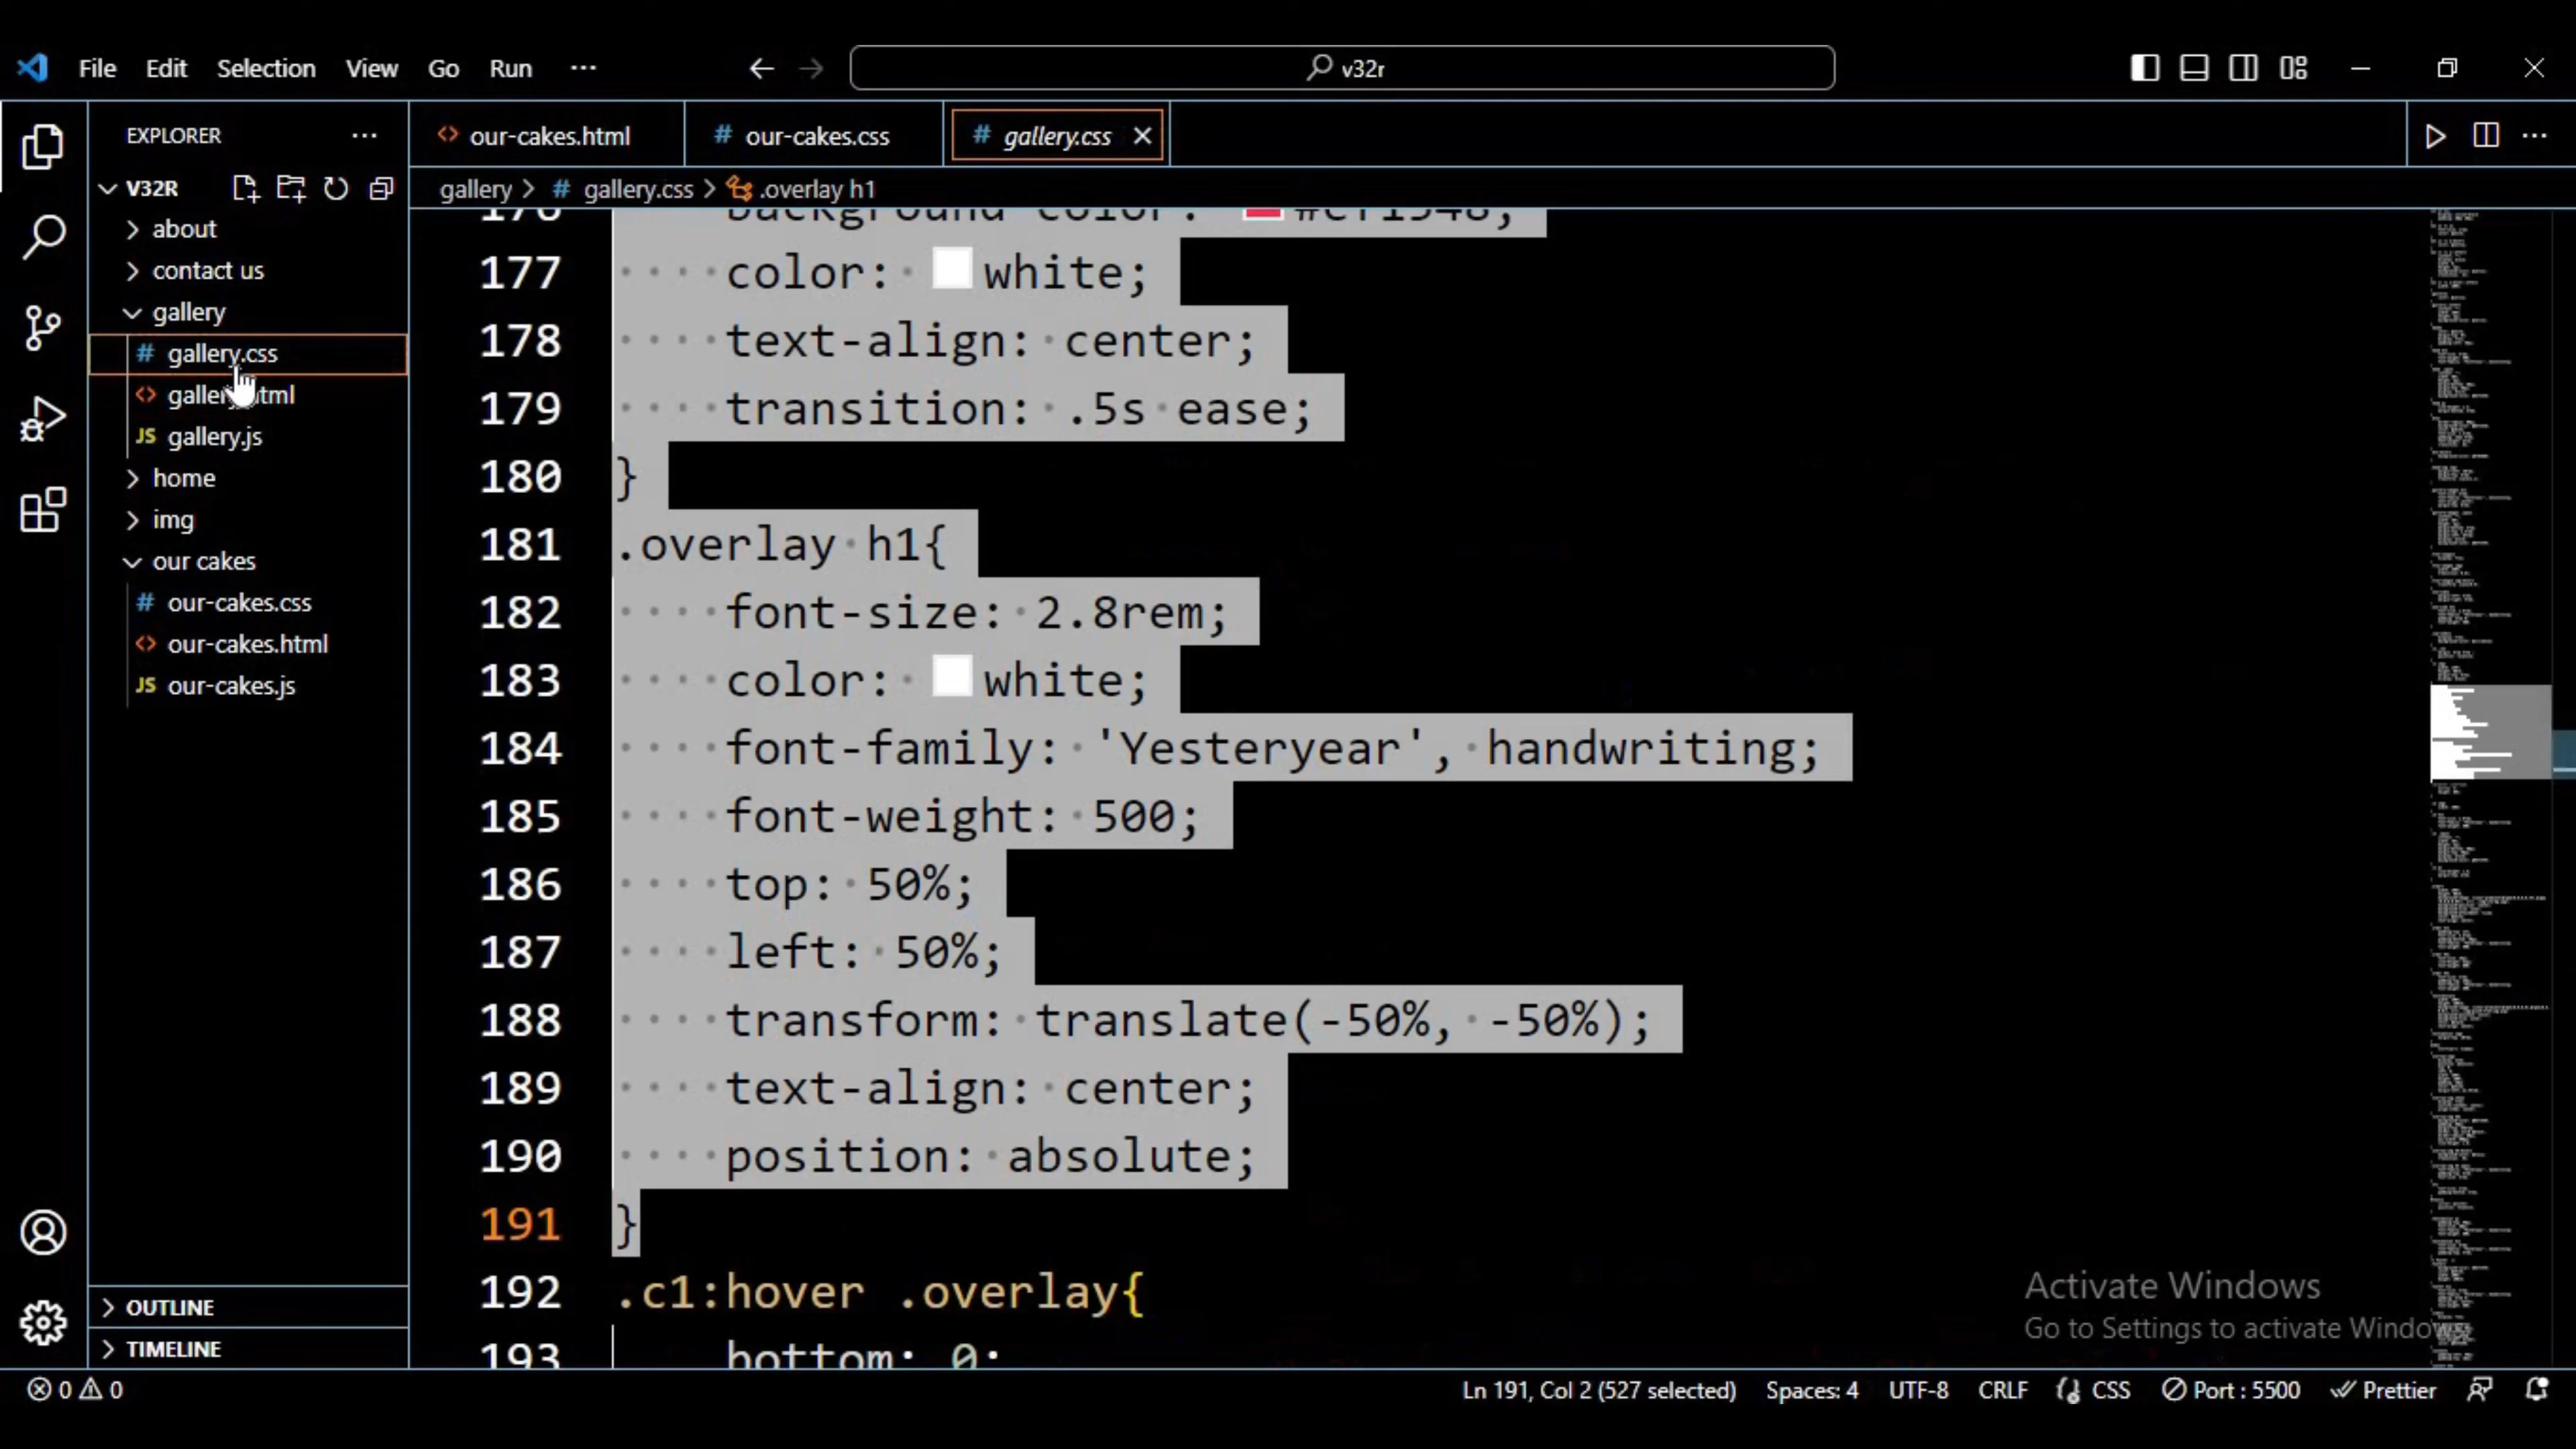 File Edit Selection View Go Run ··· v32r
EXPLORER ···
V32R
about
contact us
gallery
# gallery.css
gallery.html
JS gallery.js
home
img
our cakes
# our-cakes.css
<> our-cakes.html
JS our-cakes.js
OUTLINE
TIMELINE
<> our-cakes.html # our-cakes.css # gallery.css
gallery > # gallery.css > .overlay h1
177 color: white;
178 text-align: center;
179 transition: .5s ease;
180 }
181 .overlay h1{
182 font-size: 2.8rem;
183 color: white;
184 font-family: 'Yesteryear', handwriting;
185 font-weight: 500;
186 top: 50%;
187 left: 50%;
188 transform: translate(-50%, -50%);
189 text-align: center;
190 position: absolute;
191 }
192 .c1:hover .overlay{
193 bottom: 0;
Activate Windows
Go to Settings to activate Windows
0 0 Ln 191, Col 2 (527 selected) Spaces: 4 UTF-8 CRLF CSS Port : 5500 Prettier